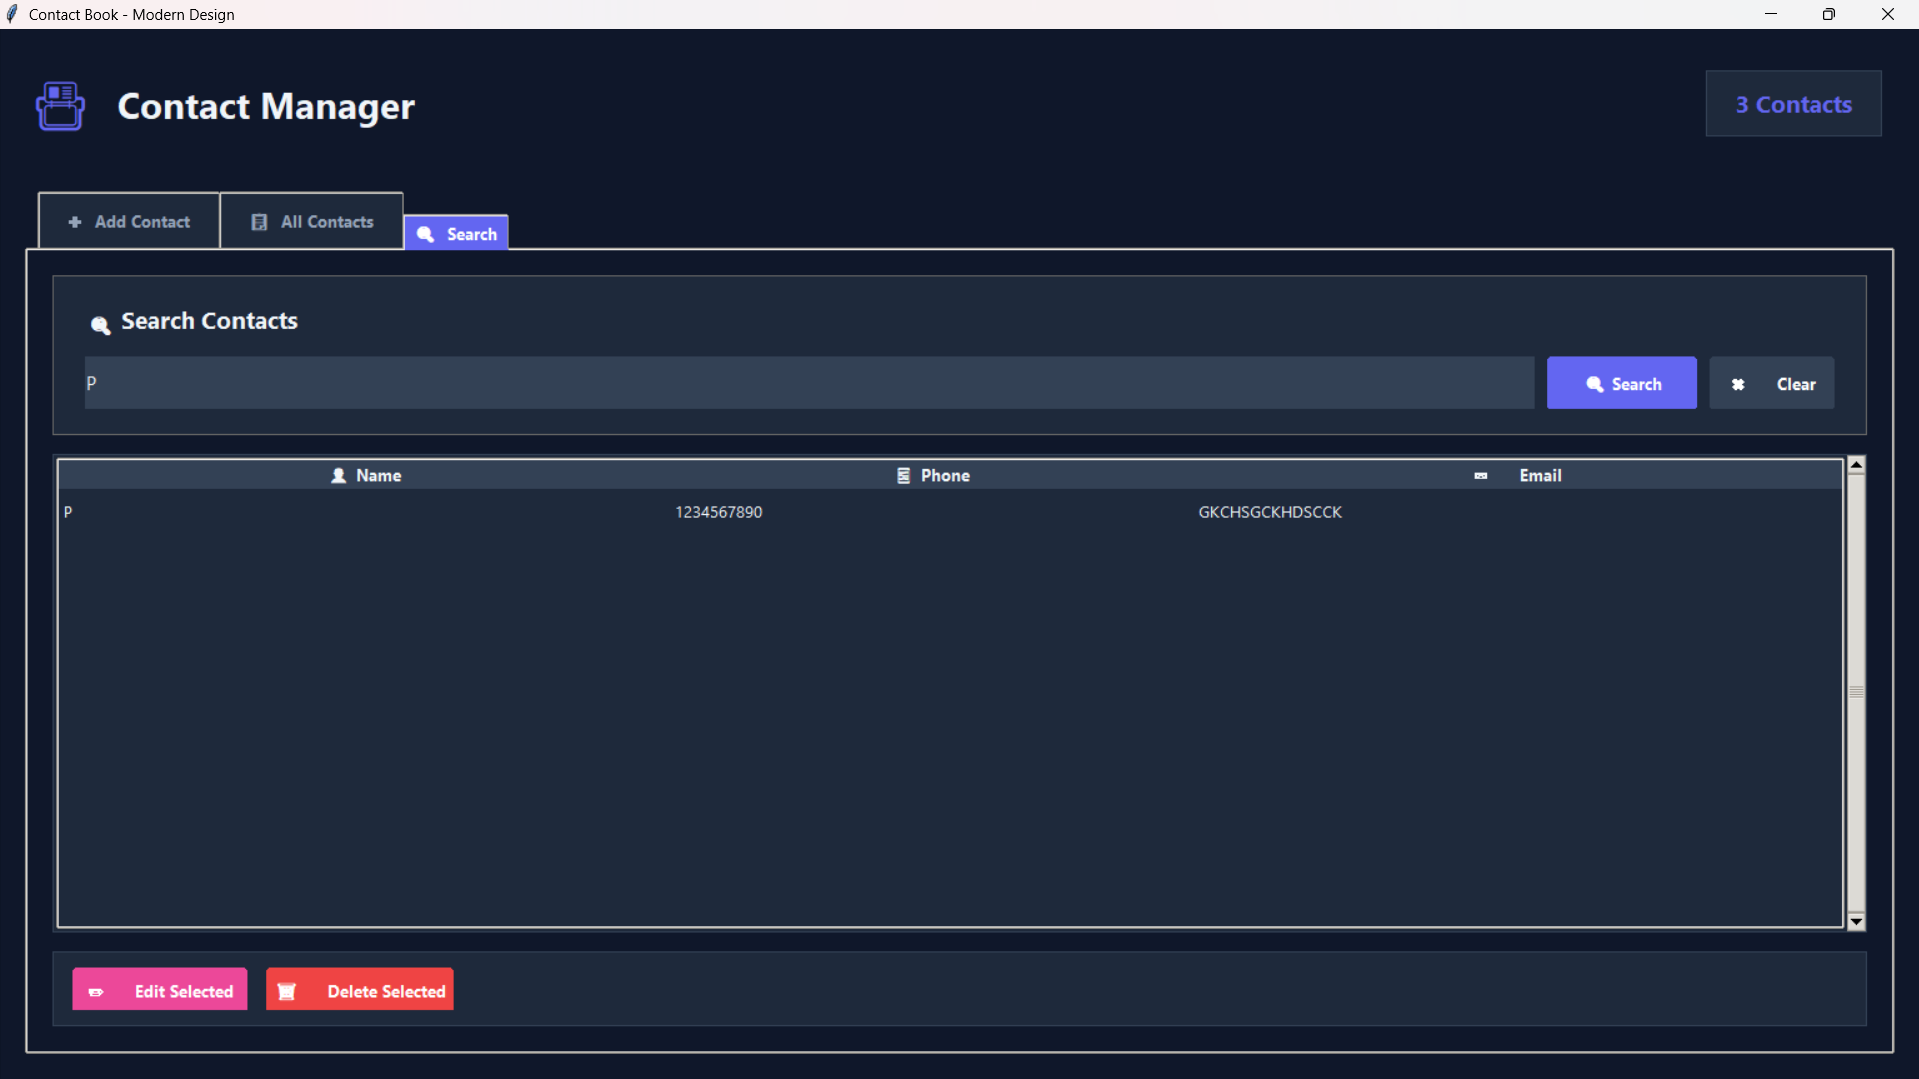 Contact Book - Modern Design
Contact Manager
3 Contacts
Add Contact
All Contacts
Search
Search Contacts
P
Search
Clear
Name Phone Email
P 1234567890 GKCHSGCKHDSCCK
Edit Selected
Delete Selected